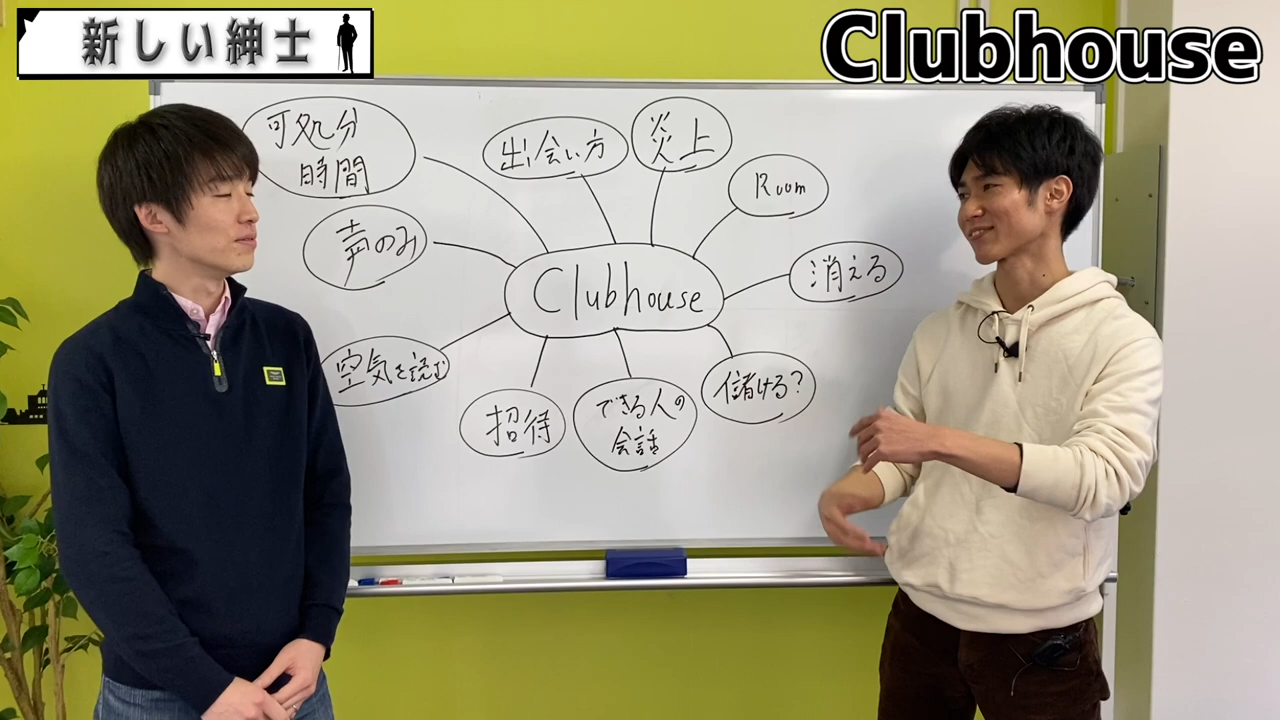 新しい紳士
Clubhouse
可処分
時間
出会い方
炎上
Room
声のみ
消える
Clubhouse
空気を読む
招待
できる人の
会話
儲ける?